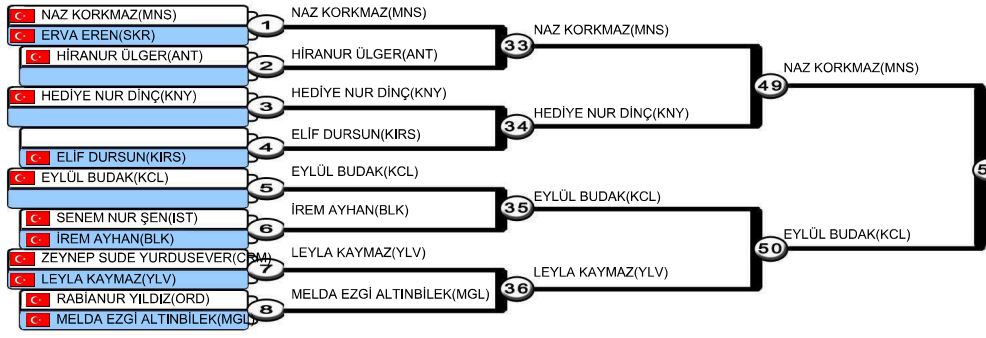 NAZ KORKMAZ(MNS)
ERVA EREN(SKR)
1
NAZ KORKMAZ(MNS)
HİRANUR ÜLGER(ANT)
2
HİRANUR ÜLGER(ANT)
33
NAZ KORKMAZ(MNS)
HEDİYE NUR DİNÇ(KNY)
3
HEDİYE NUR DİNÇ(KNY)
ELİF DURSUN(KIRS)
4
ELİF DURSUN(KIRS)
34
HEDİYE NUR DİNÇ(KNY)
49
NAZ KORKMAZ(MNS)
EYLÜL BUDAK(KCL)
5
EYLÜL BUDAK(KCL)
SENEM NUR ŞEN(IST)
İREM AYHAN(BLK)
6
İREM AYHAN(BLK)
35
EYLÜL BUDAK(KCL)
ZEYNEP SUDE YURDUSEVER(CRM)
LEYLA KAYMAZ(YLV)
7
LEYLA KAYMAZ(YLV)
RABİANUR YILDIZ(ORD)
MELDA EZGİ ALTINBİLEK(MGL)
8
MELDA EZGİ ALTINBİLEK(MGL)
36
LEYLA KAYMAZ(YLV)
50
EYLÜL BUDAK(KCL)